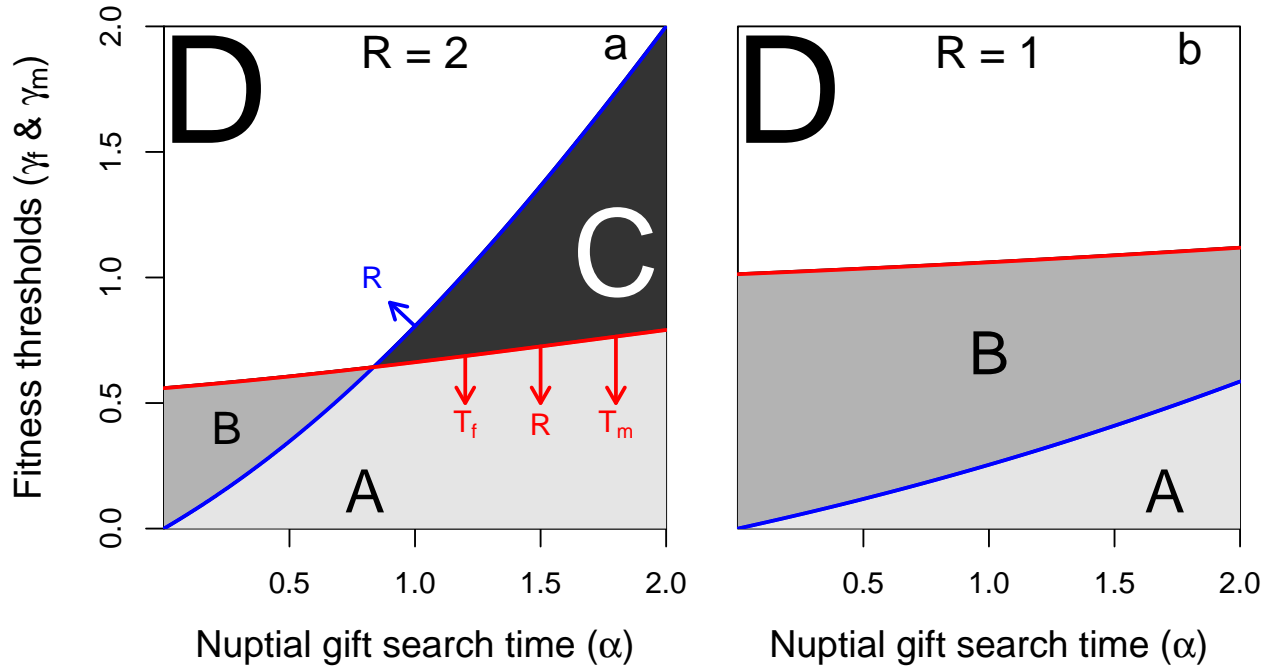 Fitness thresholds (γf & γm)
0.0
0.5
1.0
1.5
2.0
D
R = 2
a
R
C
B
Tf
R
Tm
A
0.5
1.0
1.5
2.0
Nuptial gift search time (α)
D
R = 1
b
B
A
0.5
1.0
1.5
2.0
Nuptial gift search time (α)